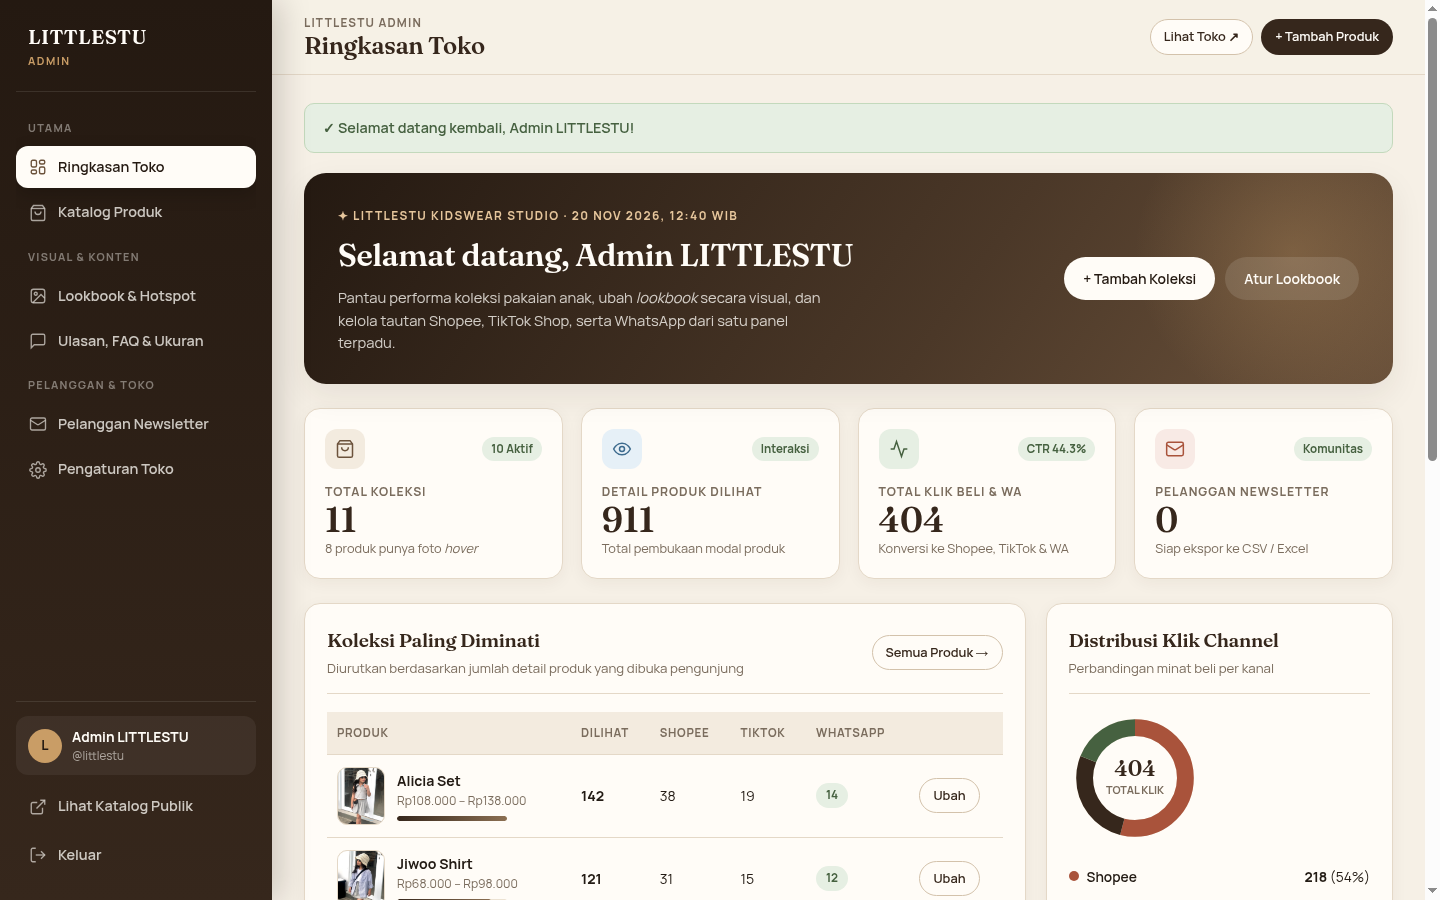 LITTLESTU
ADMIN
UTAMA
Ringkasan Toko
Katalog Produk
VISUAL & KONTEN
Lookbook & Hotspot
Ulasan, FAQ & Ukuran
PELANGGAN & TOKO
Pelanggan Newsletter
Pengaturan Toko
L
Admin LITTLESTU
@littlestu
Lihat Katalog Publik
Keluar
LITTLESTU ADMIN
Ringkasan Toko
Lihat Toko ↗
+ Tambah Produk
✓ Selamat datang kembali, Admin LITTLESTU!
✦ LITTLESTU KIDSWEAR STUDIO · 20 NOV 2026, 12:40 WIB
Selamat datang, Admin LITTLESTU
Pantau performa koleksi pakaian anak, ubah lookbook secara visual, dan
kelola tautan Shopee, TikTok Shop, serta WhatsApp dari satu panel
terpadu.
+ Tambah Koleksi
Atur Lookbook
10 Aktif
TOTAL KOLEKSI
11
8 produk punya foto hover
Interaksi
DETAIL PRODUK DILIHAT
911
Total pembukaan modal produk
CTR 44.3%
TOTAL KLIK BELI & WA
404
Konversi ke Shopee, TikTok & WA
Komunitas
PELANGGAN NEWSLETTER
0
Siap ekspor ke CSV / Excel
Koleksi Paling Diminati
Diurutkan berdasarkan jumlah detail produk yang dibuka pengunjung
Semua Produk →
PRODUK DILIHAT SHOPEE TIKTOK WHATSAPP
Alicia Set
Rp108.000 – Rp138.000
142 38 19 14 Ubah
Jiwoo Shirt
Rp68.000 – Rp98.000
121 31 15 12 Ubah
Distribusi Klik Channel
Perbandingan minat beli per kanal
404
TOTAL KLIK
Shopee 218 (54%)